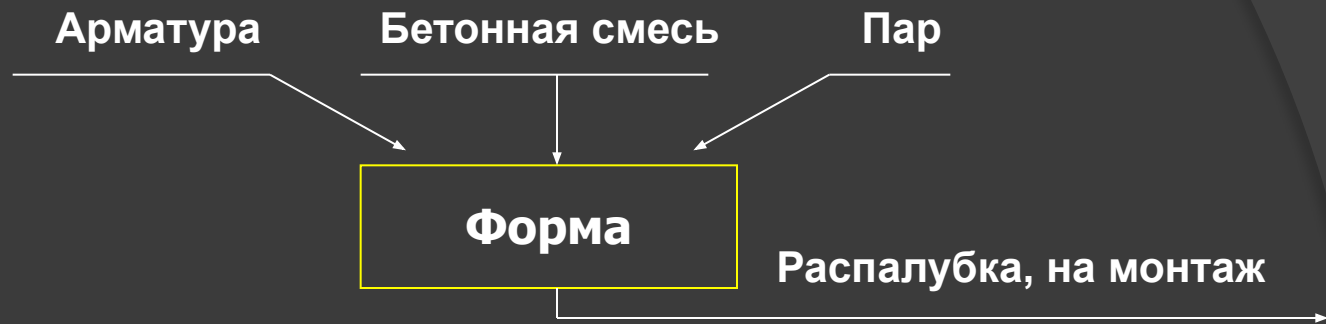 Арматура
Бетонная смесь
Пар
Форма
Распалубка, на монтаж